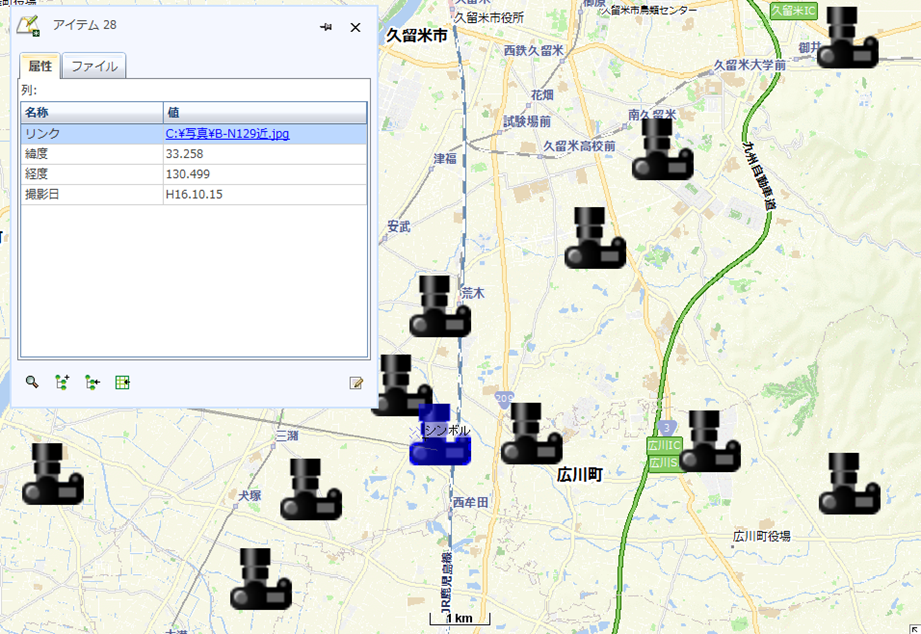 アイテム 28
属性
ファイル
列:
名称 値
リンク C:¥写真¥B-N129近.jpg
緯度 33.258
経度 130.499
撮影日 H16.10.15
久留米市役所
久留米市
久留米市鳥類センター
久留米IC
西鉄久留米
久留米大学前
御井
花畑
試験場前
南久留米
久留米高校前
津福
九州自動車道
安武
荒木
209
シンボル
3
広川IC
広川S
三潴
広川町
犬塚
西牟田
広川町役場
JR鹿児島線
1 km